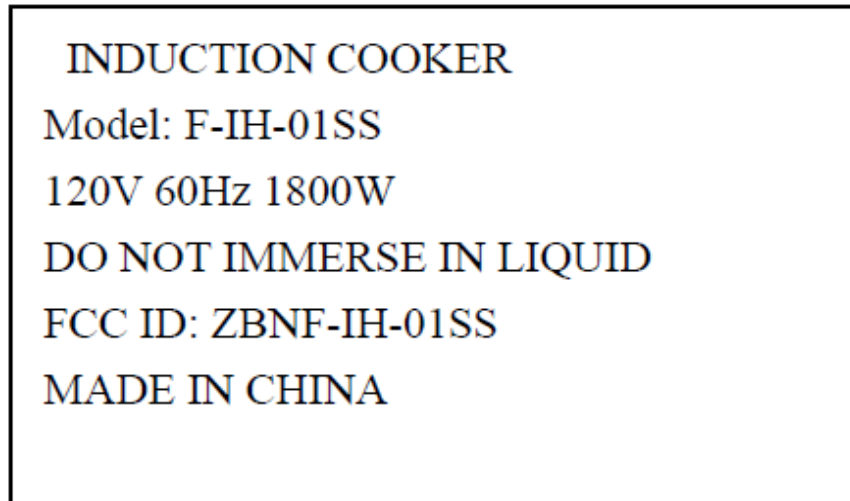 INDUCTION COOKER
Model: F-IH-01SS
120V 60Hz 1800W
DO NOT IMMERSE IN LIQUID
FCC ID: ZBNF-IH-01SS
MADE IN CHINA